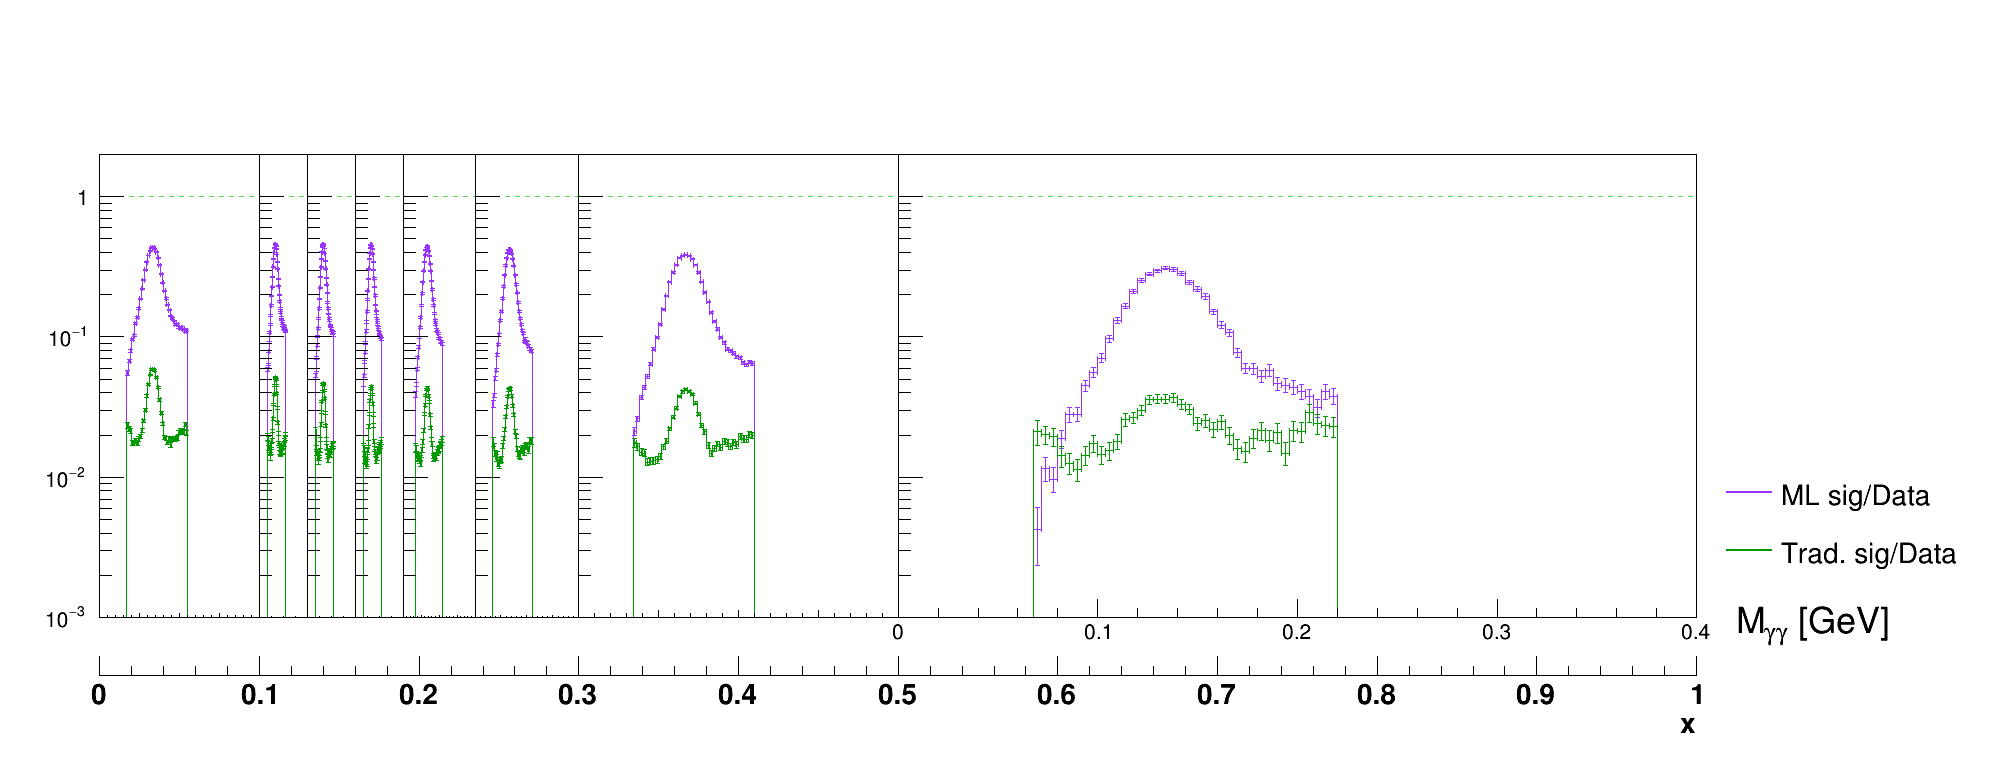 1
10⁻¹
10⁻²
10⁻³
ML sig/Data
Trad. sig/Data
0 0.1 0.2 0.3 0.4
Mγγ [GeV]
0 0.1 0.2 0.3 0.4 0.5 0.6 0.7 0.8 0.9 1
x